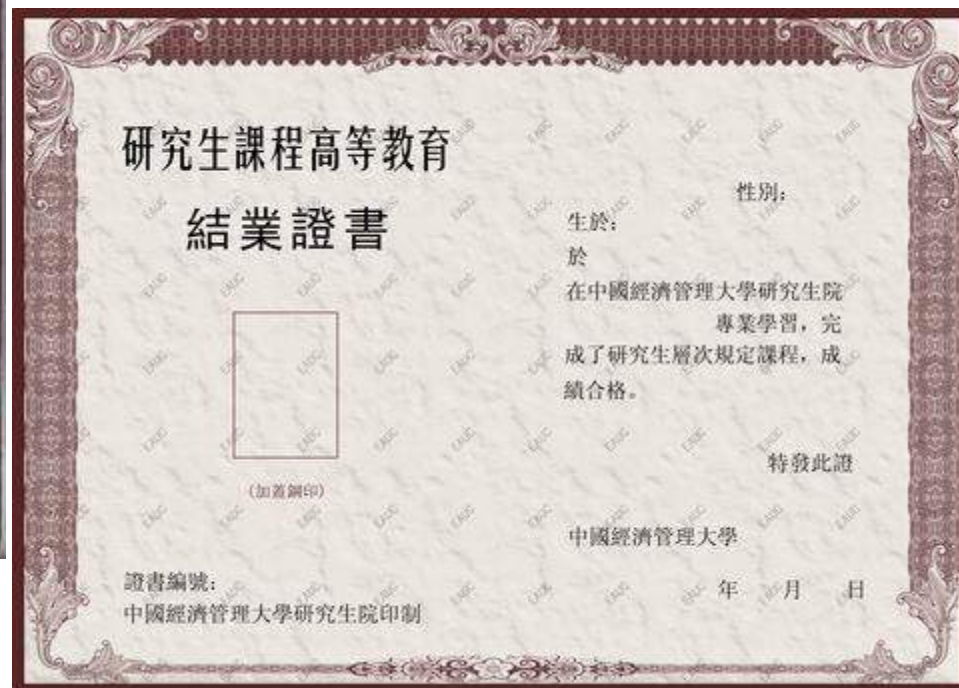 研究生課程高等教育
結業證書
(加蓋鋼印)
證書編號:
中國經濟管理大學研究生院印制
性別:
生於:
於
在中國經濟管理大學研究生院
專業學習，完
成了研究生層次規定課程，成
績合格。
特發此證
中國經濟管理大學
年 月 日